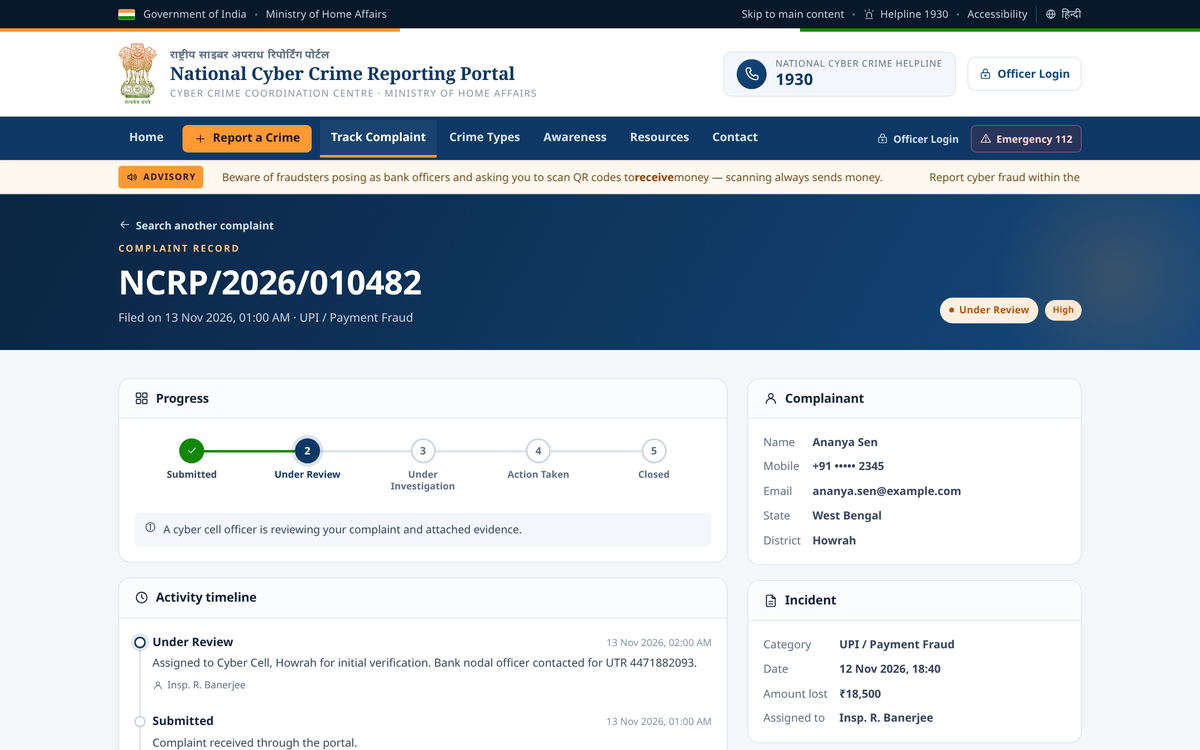 Government of India • Ministry of Home Affairs
Skip to main content • Helpline 1930 • Accessibility हिन्दी
राष्ट्रीय साइबर अपराध रिपोर्टिंग पोर्टल
National Cyber Crime Reporting Portal
CYBER CRIME COORDINATION CENTRE · MINISTRY OF HOME AFFAIRS
सत्यमेव जयते
NATIONAL CYBER CRIME HELPLINE
1930
Officer Login
Home
+ Report a Crime
Track Complaint
Crime Types
Awareness
Resources
Contact
Officer Login
Emergency 112
ADVISORY
Beware of fraudsters posing as bank officers and asking you to scan QR codes toreceivemoney — scanning always sends money.
Report cyber fraud within the
← Search another complaint
COMPLAINT RECORD
NCRP/2026/010482
Filed on 13 Nov 2026, 01:00 AM · UPI / Payment Fraud
Under Review
High
Progress
2
3
4
5
Submitted
Under Review
Under
Investigation
Action Taken
Closed
A cyber cell officer is reviewing your complaint and attached evidence.
Activity timeline
Under Review
13 Nov 2026, 02:00 AM
Assigned to Cyber Cell, Howrah for initial verification. Bank nodal officer contacted for UTR 4471882093.
Insp. R. Banerjee
Submitted
13 Nov 2026, 01:00 AM
Complaint received through the portal.
Complainant
Name Ananya Sen
Mobile +91 ••••• 2345
Email ananya.sen@example.com
State West Bengal
District Howrah
Incident
Category UPI / Payment Fraud
Date 12 Nov 2026, 18:40
Amount lost ₹18,500
Assigned to Insp. R. Banerjee